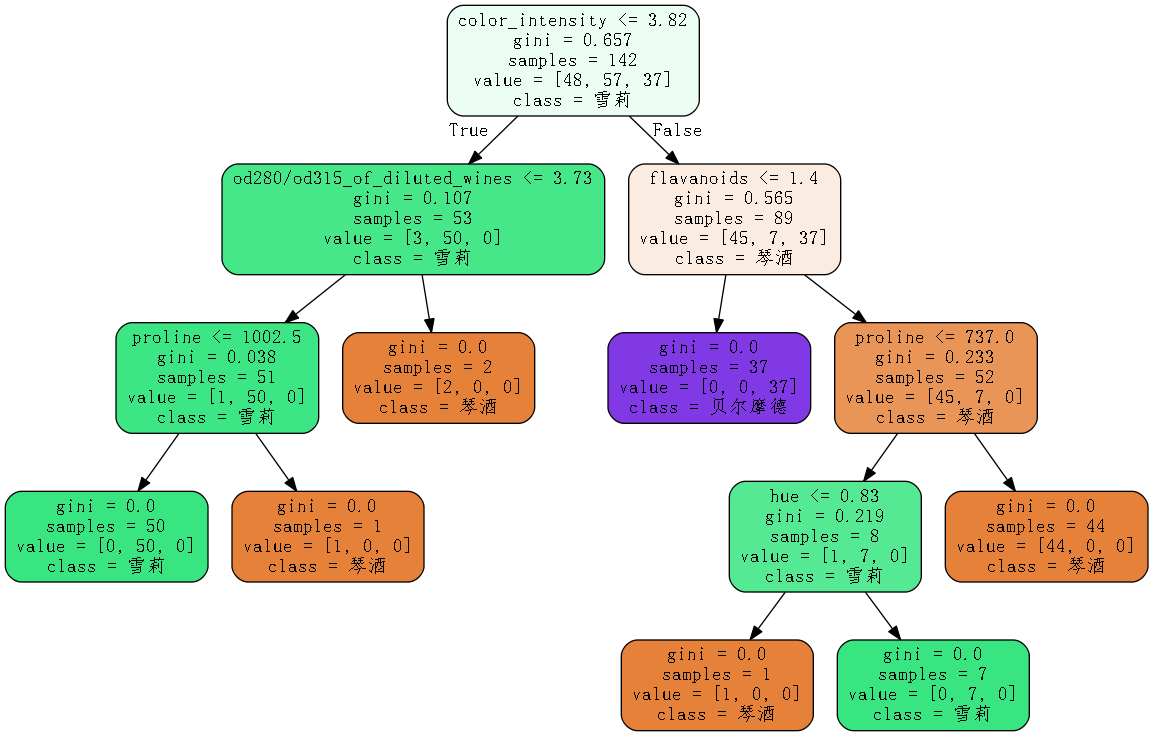 color_intensity <= 3.82
gini = 0.657
samples = 142
value = [48, 57, 37]
class = 雪莉
True
False
od280/od315_of_diluted_wines <= 3.73
gini = 0.107
samples = 53
value = [3, 50, 0]
class = 雪莉
flavanoids <= 1.4
gini = 0.565
samples = 89
value = [45, 7, 37]
class = 琴酒
proline <= 1002.5
gini = 0.038
samples = 51
value = [1, 50, 0]
class = 雪莉
gini = 0.0
samples = 2
value = [2, 0, 0]
class = 琴酒
gini = 0.0
samples = 37
value = [0, 0, 37]
class = 贝尔摩德
proline <= 737.0
gini = 0.233
samples = 52
value = [45, 7, 0]
class = 琴酒
gini = 0.0
samples = 50
value = [0, 50, 0]
class = 雪莉
gini = 0.0
samples = 1
value = [1, 0, 0]
class = 琴酒
hue <= 0.83
gini = 0.219
samples = 8
value = [1, 7, 0]
class = 雪莉
gini = 0.0
samples = 44
value = [44, 0, 0]
class = 琴酒
gini = 0.0
samples = 1
value = [1, 0, 0]
class = 琴酒
gini = 0.0
samples = 7
value = [0, 7, 0]
class = 雪莉